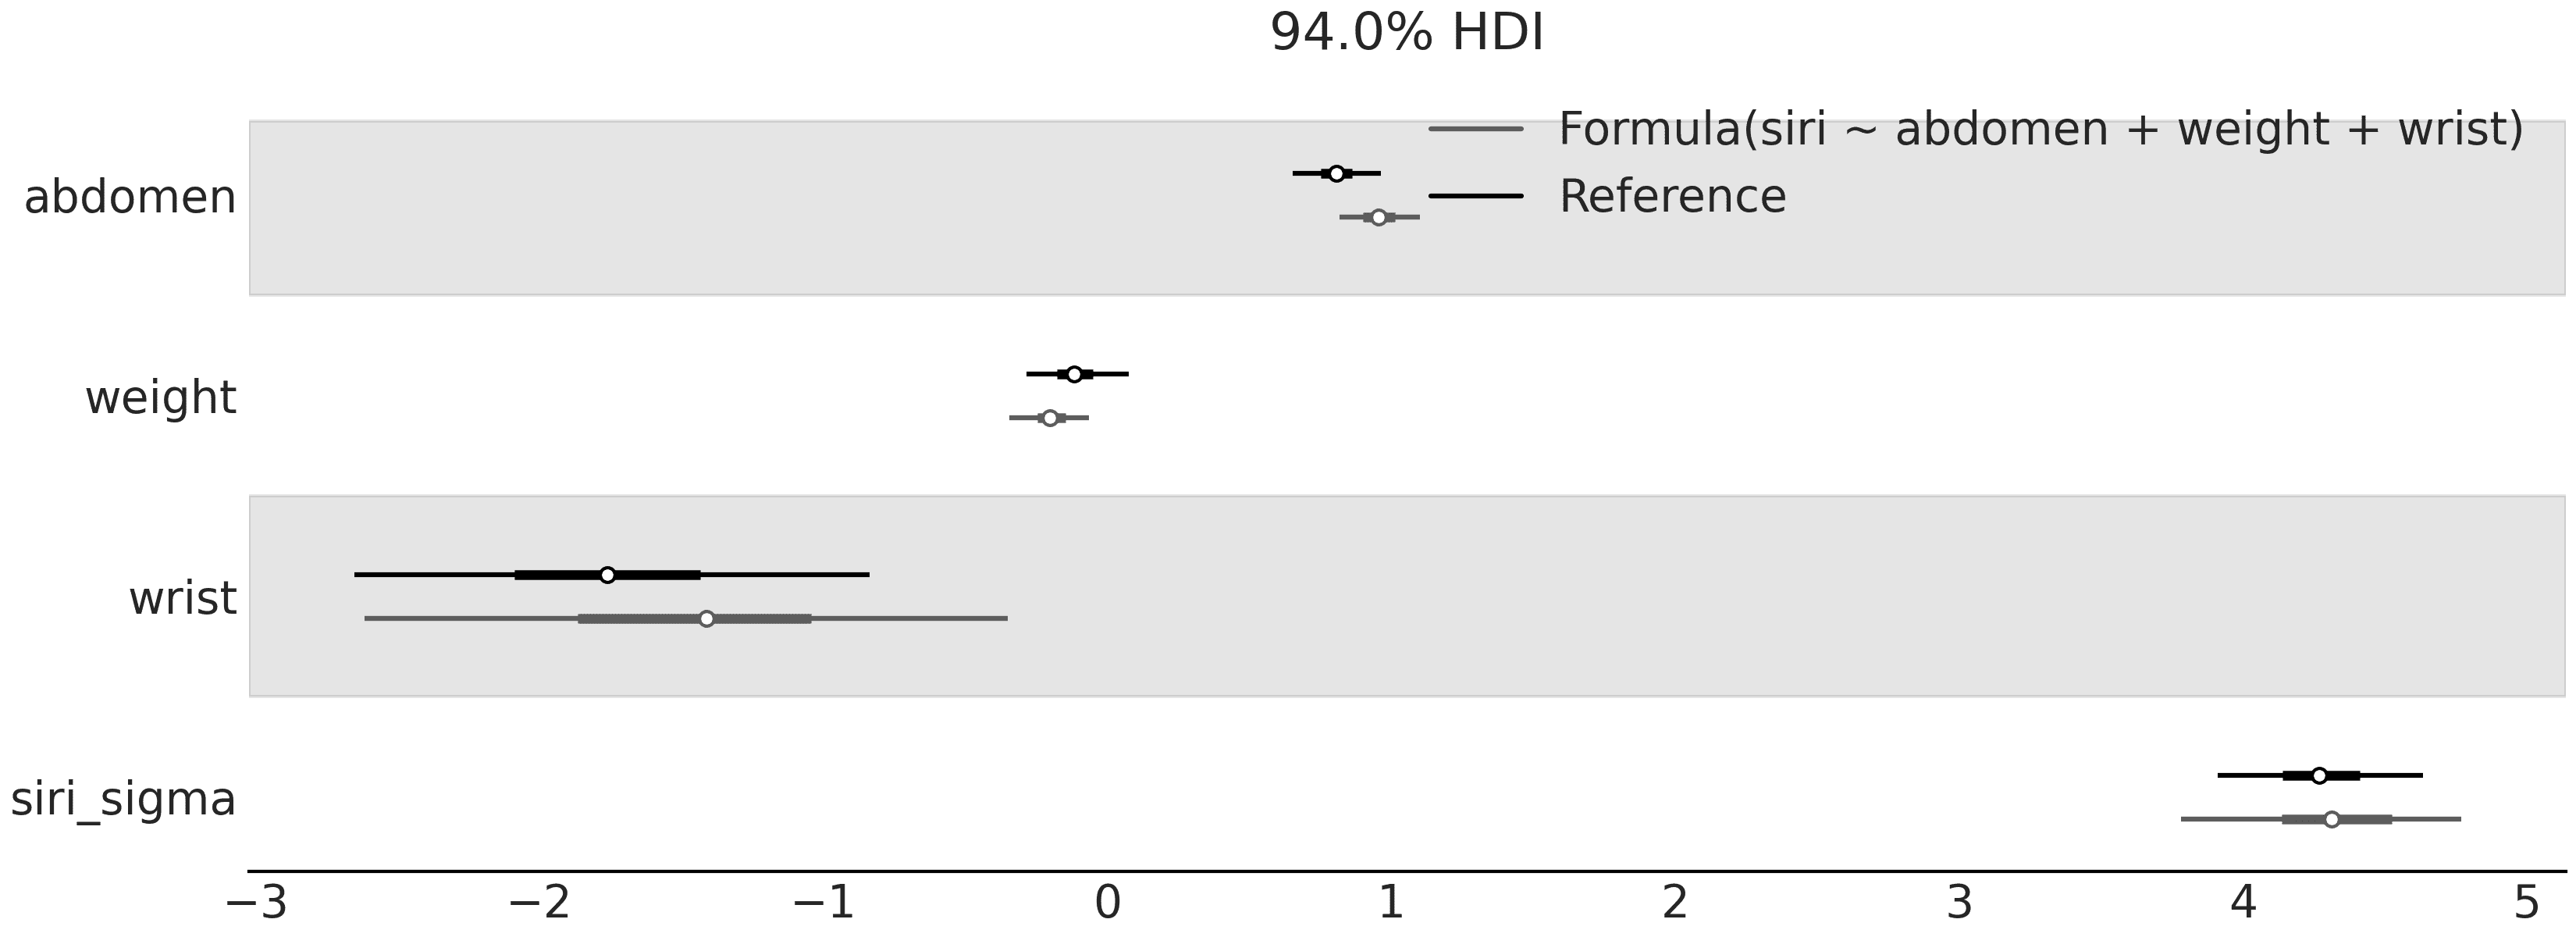 94.0% HDI
Formula(siri ~ abdomen + weight + wrist)
Reference
abdomen
weight
wrist
siri_sigma
−3 −2 −1 0 1 2 3 4 5